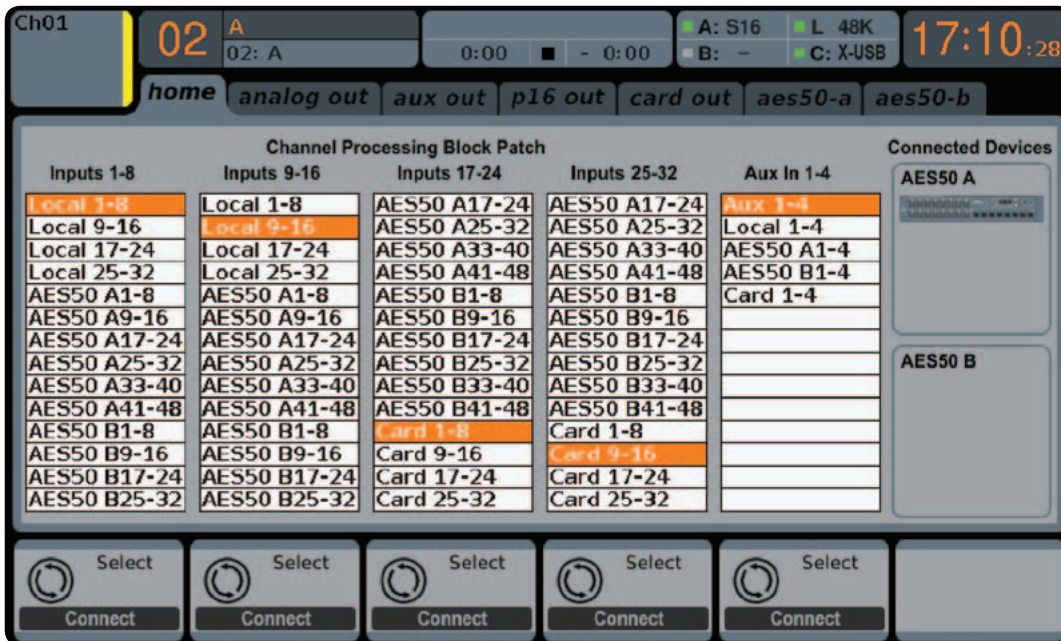 Ch01
02
A
02: A
0:00 ■ - 0:00
A: S16
B: -
L 48K
C: X-USB
17:10:28
home analog out aux out p16 out card out aes50-a aes50-b
Channel Processing Block Patch
Connected Devices
Inputs 1-8 Inputs 9-16 Inputs 17-24 Inputs 25-32 Aux In 1-4
AES50 A
Local 1-8 Local 1-8 AES50 A17-24 AES50 A17-24 Aux 1-4
Local 9-16 Local 9-16 AES50 A25-32 AES50 A25-32 Local 1-4
Local 17-24 Local 17-24 AES50 A33-40 AES50 A33-40 AES50 A1-4
Local 25-32 Local 25-32 AES50 A41-48 AES50 A41-48 AES50 B1-4
AES50 A1-8 AES50 A1-8 AES50 B1-8 AES50 B1-8 Card 1-4
AES50 A9-16 AES50 A9-16 AES50 B9-16 AES50 B9-16
AES50 A17-24 AES50 A17-24 AES50 B17-24 AES50 B17-24
AES50 A25-32 AES50 A25-32 AES50 B25-32 AES50 B25-32
AES50 B
AES50 A33-40 AES50 A33-40 AES50 B33-40 AES50 B33-40
AES50 A41-48 AES50 A41-48 AES50 B41-48 AES50 B41-48
AES50 B1-8 AES50 B1-8 Card 1-8 Card 1-8
AES50 B9-16 AES50 B9-16 Card 9-16 Card 9-16
AES50 B17-24 AES50 B17-24 Card 17-24 Card 17-24
AES50 B25-32 AES50 B25-32 Card 25-32 Card 25-32
Select Select Select Select Select
Connect Connect Connect Connect Connect